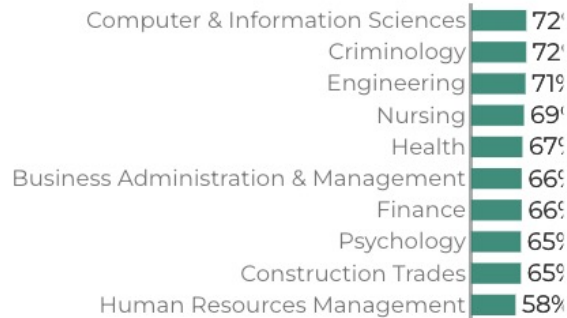 Computer & Information Sciences 72%
Criminology 72%
Engineering 71%
Nursing 69%
Health 67%
Business Administration & Management 66%
Finance 66%
Psychology 65%
Construction Trades 65%
Human Resources Management 58%